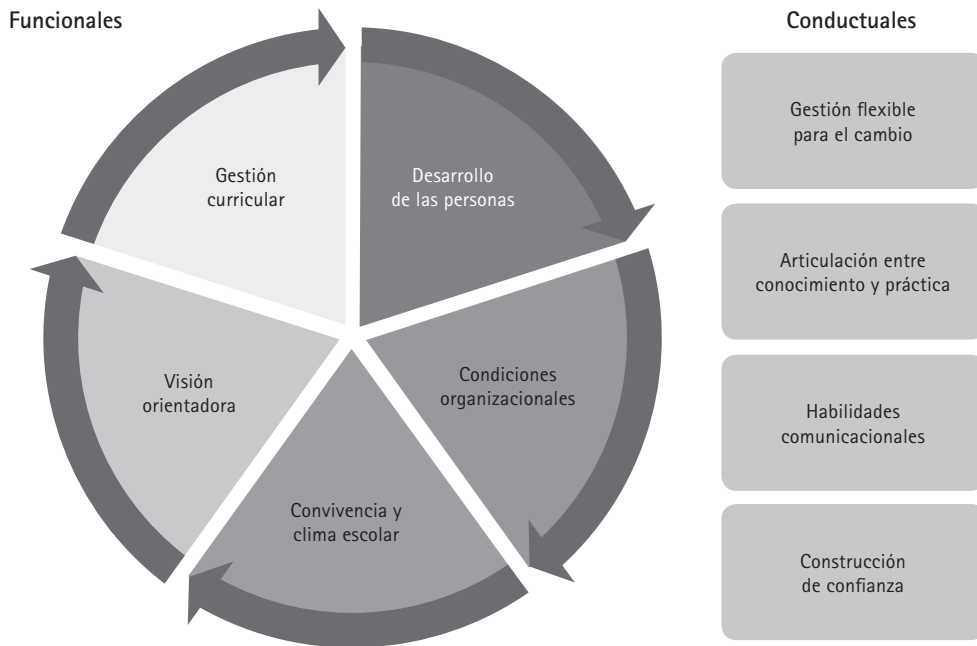 Funcionales
Gestión
curricular
Desarrollo
de las personas
Condiciones
organizacionales
Convivencia y
clima escolar
Visión
orientadora
Conductuales
Gestión flexible
para el cambio
Articulación entre
conocimiento y práctica
Habilidades
comunicacionales
Construcción
de confianza